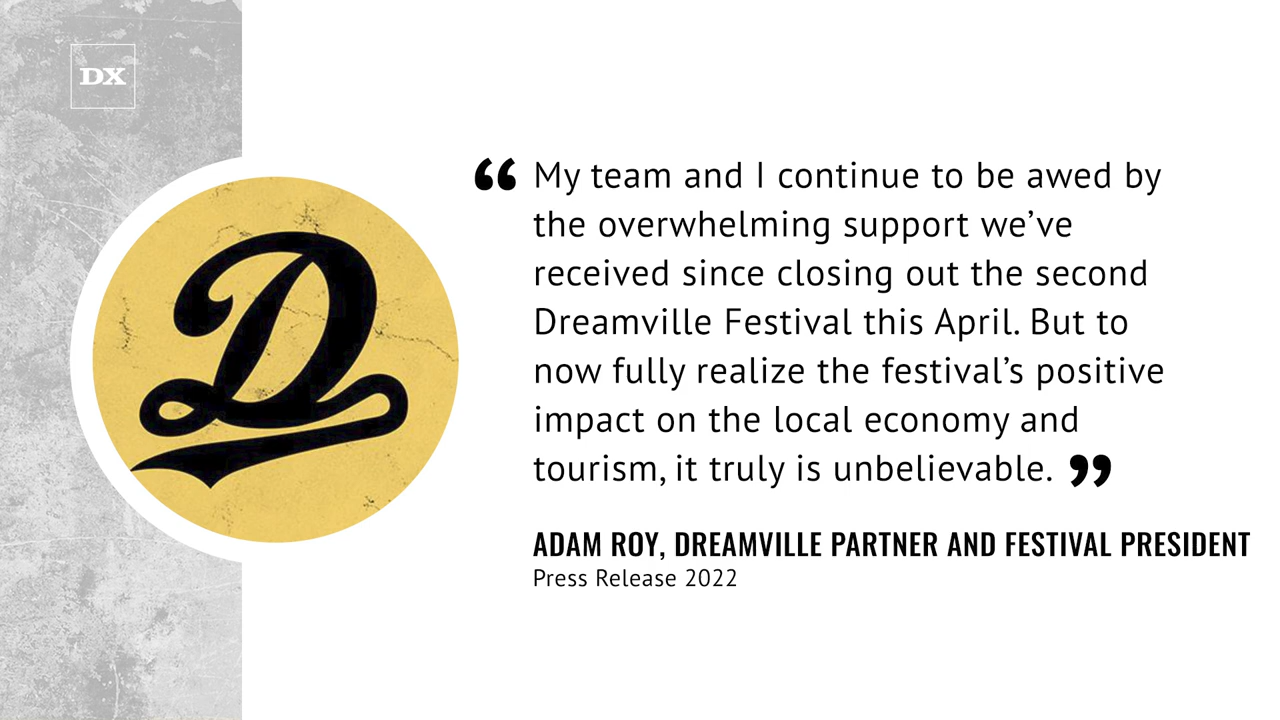 DX
D
“ My team and I continue to be awed by
the overwhelming support we’ve
received since closing out the second
Dreamville Festival this April. But to
now fully realize the festival’s positive
impact on the local economy and
tourism, it truly is unbelievable. ”
ADAM ROY, DREAMVILLE PARTNER AND FESTIVAL PRESIDENT
Press Release 2022